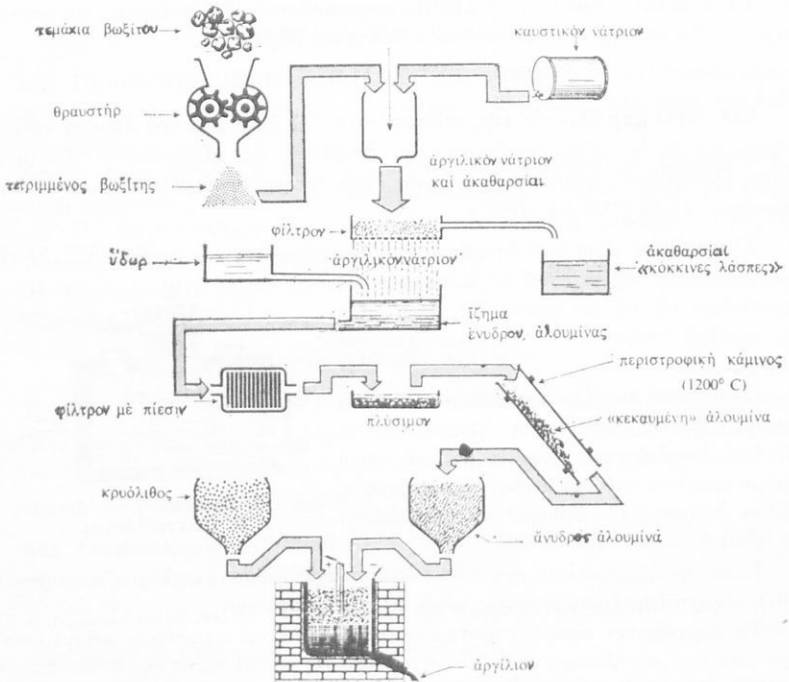 τεμάχια βωξίτου
καυστικὸν νάτριον
θραυστὴρ
τετριμμένος βωξίτης
ἀργιλικὸν νάτριον
καὶ ἀκαθαρσίαι
φίλτρον
ὕδωρ
ἀργιλικὸν νάτριον
ἀκαθαρσίαι
«κόκκινες λάσπες»
ἵζημα
ἐνύδρου ἀλουμίνας
περιστροφικὴ κάμινος
(1200° C)
φίλτρον μὲ πίεσιν
πλύσιμον
«κεκαυμένη» ἀλουμίνα
κρυόλιθος
ἄνυδρος ἀλουμίνα
+
−
ἀργίλιον